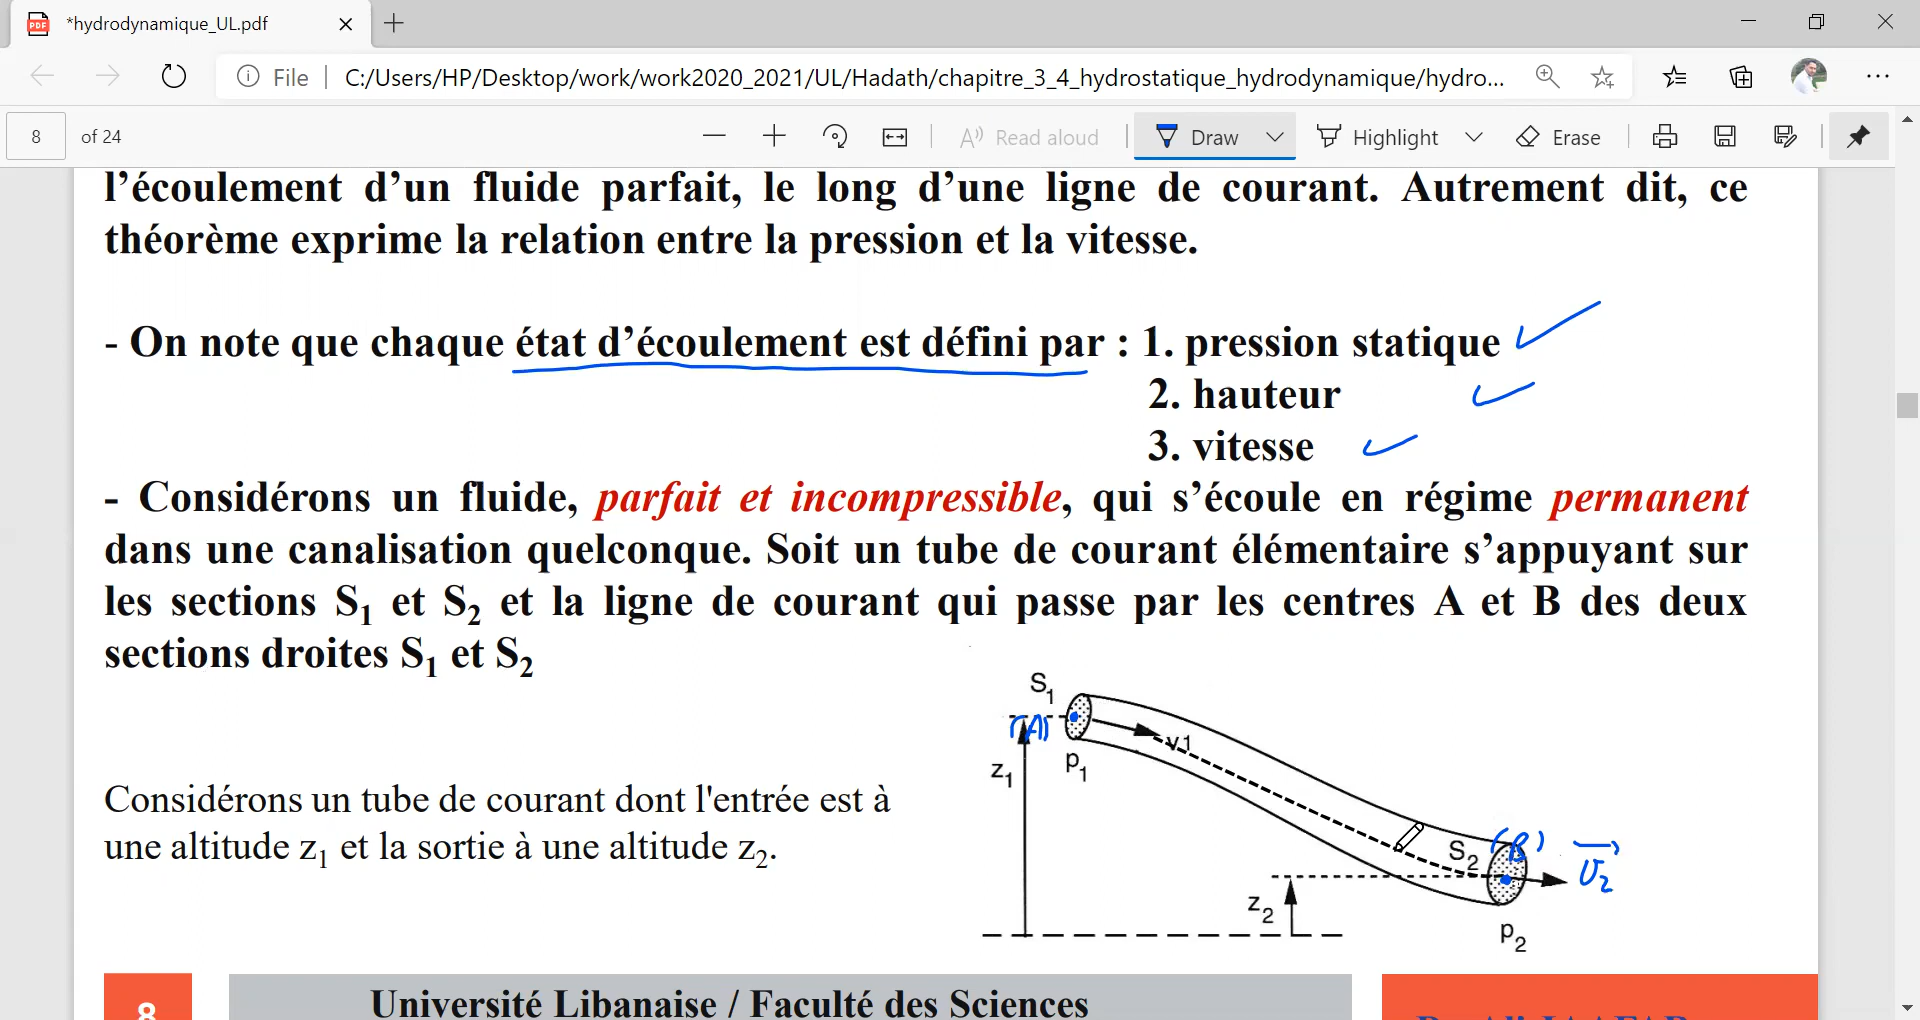 *hydrodynamique_UL.pdf
File | C:/Users/HP/Desktop/work/work2020_2021/UL/Hadath/chapitre_3_4_hydrostatique_hydrodynamique/hydro...
8 of 24
Read aloud
Draw
Highlight
Erase
l'écoulement d'un fluide parfait, le long d'une ligne de courant. Autrement dit, ce
théorème exprime la relation entre la pression et la vitesse.
- On note que chaque état d'écoulement est défini par : 1. pression statique
2. hauteur
3. vitesse
- Considérons un fluide, parfait et incompressible, qui s'écoule en régime permanent
dans une canalisation quelconque. Soit un tube de courant élémentaire s'appuyant sur
les sections S₁ et S₂ et la ligne de courant qui passe par les centres A et B des deux
sections droites S₁ et S₂
Considérons un tube de courant dont l'entrée est à
une altitude z₁ et la sortie à une altitude z₂.
S₁
(A)
v1
z₁
p₁
S₂
(B)
v₂
z₂
p₂
8
Université Libanaise / Faculté des Sciences